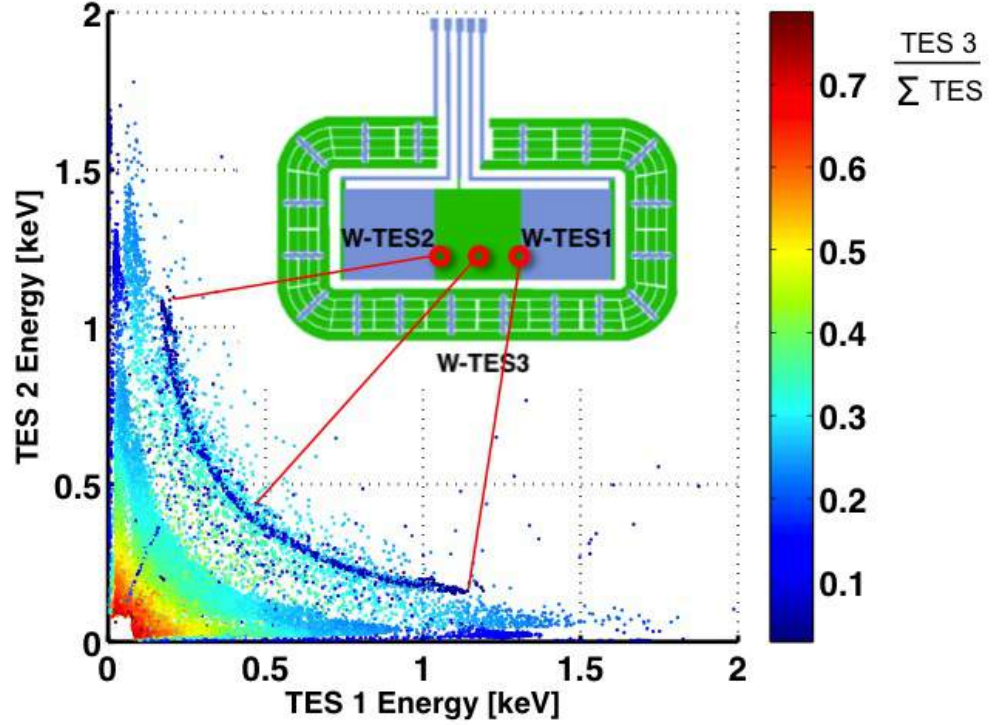 2
1.5
1
0.5
0
TES 2 Energy [keV]
0
0.5
1
1.5
2
TES 1 Energy [keV]
W-TES2
W-TES1
W-TES3
0.7
0.6
0.5
0.4
0.3
0.2
0.1
TES 3
Σ TES